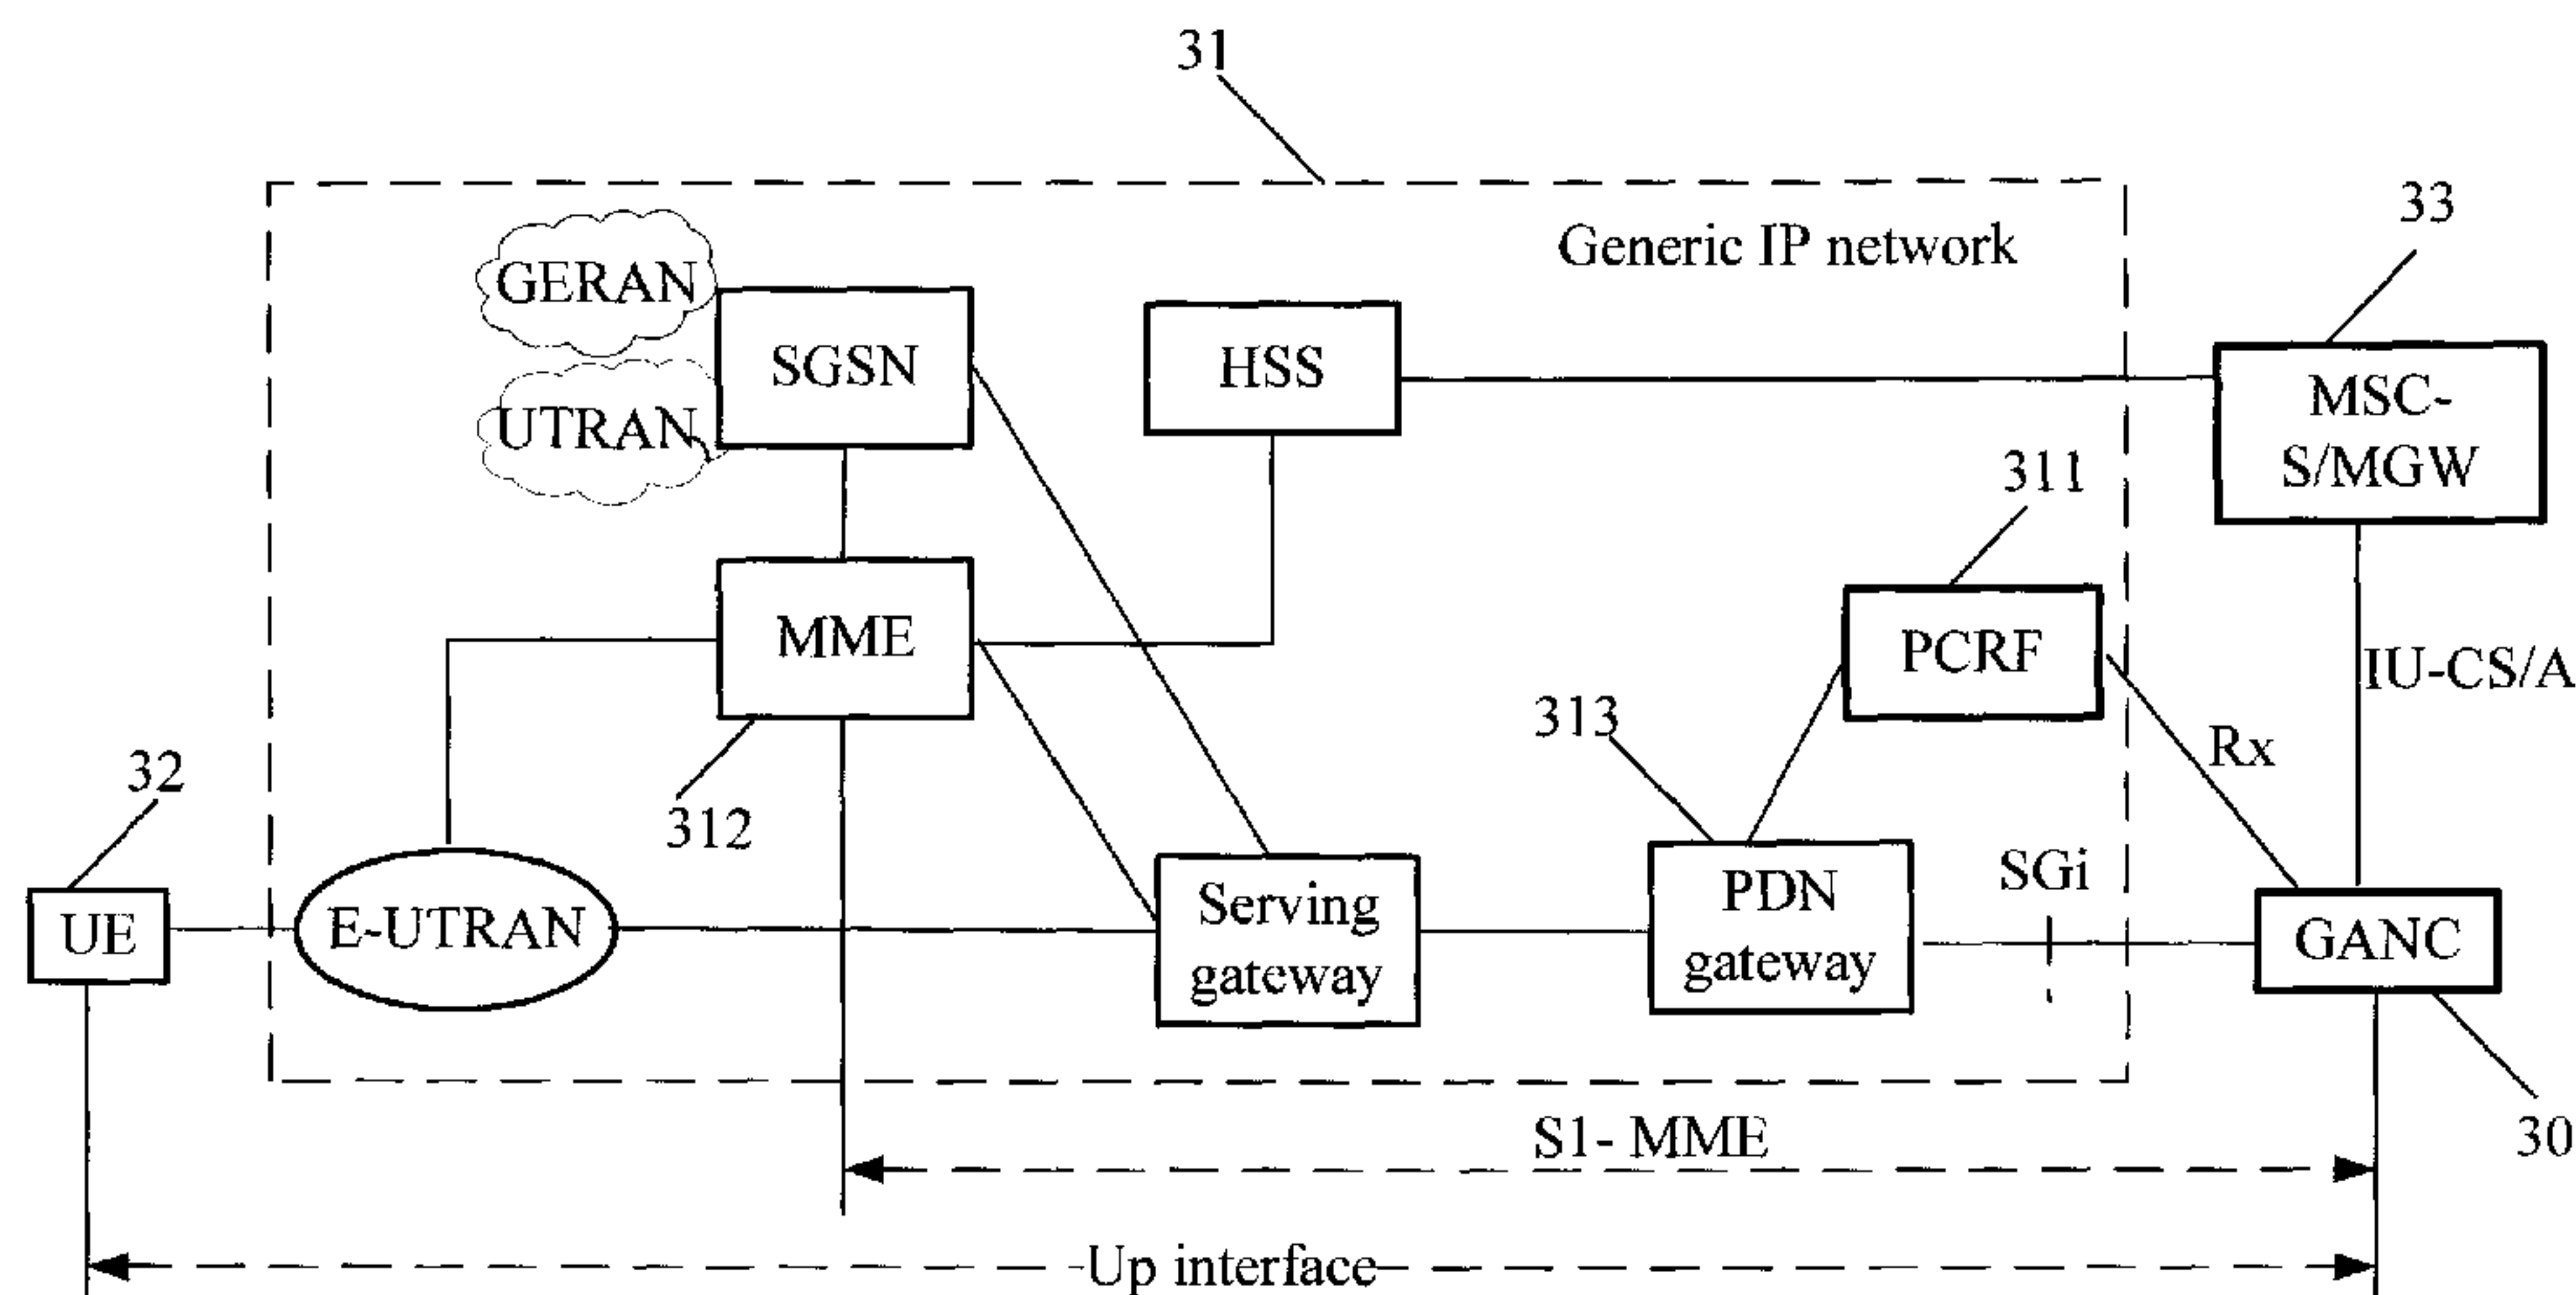 31
Generic IP network
33
GERAN
SGSN
HSS
MSC-
S/MGW
UTRAN
311
MME
PCRF
IU-CS/A
313
Rx
32
312
UE
E-UTRAN
Serving
gateway
PDN
gateway
SGi
GANC
S1- MME
30
Up interface